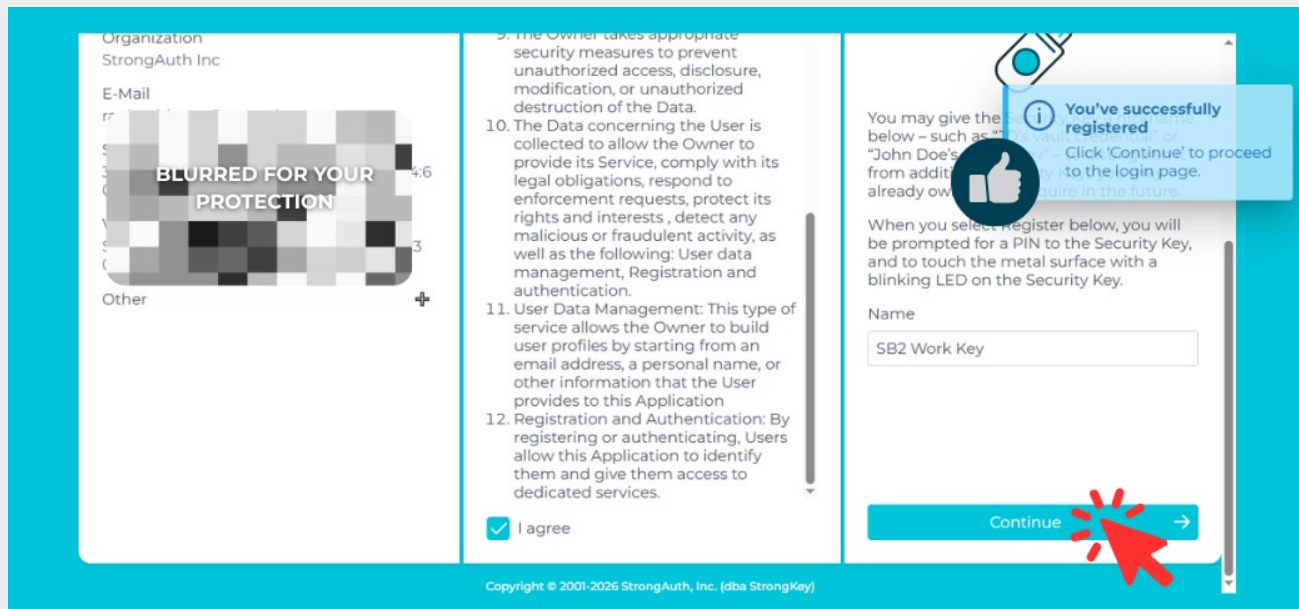 Organization
StrongAuth Inc
E-Mail
4:6
BLURRED FOR YOUR
PROTECTION
3
Other
9. The Owner takes appropriate
security measures to prevent
unauthorized access, disclosure,
modification, or unauthorized
destruction of the Data.
10. The Data concerning the User is
collected to allow the Owner to
provide its Service, comply with its
legal obligations, respond to
enforcement requests, protect its
rights and interests , detect any
malicious or fraudulent activity, as
well as the following: User data
management, Registration and
authentication.
11. User Data Management: This type of
service allows the Owner to build
user profiles by starting from an
email address, a personal name, or
other information that the User
provides to this Application
12. Registration and Authentication: By
registering or authenticating, Users
allow this Application to identify
them and give them access to
dedicated services.
I agree
You've successfully
registered
Click 'Continue' to proceed
to the login page.
You may give the
below – such as
"John Doe's
from
already
in the future.
When you select Register below, you will
be prompted for a PIN to the Security Key,
and to touch the metal surface with a
blinking LED on the Security Key.
Name
SB2 Work Key
Continue
Copyright © 2001-2026 StrongAuth, Inc. (dba StrongKey)